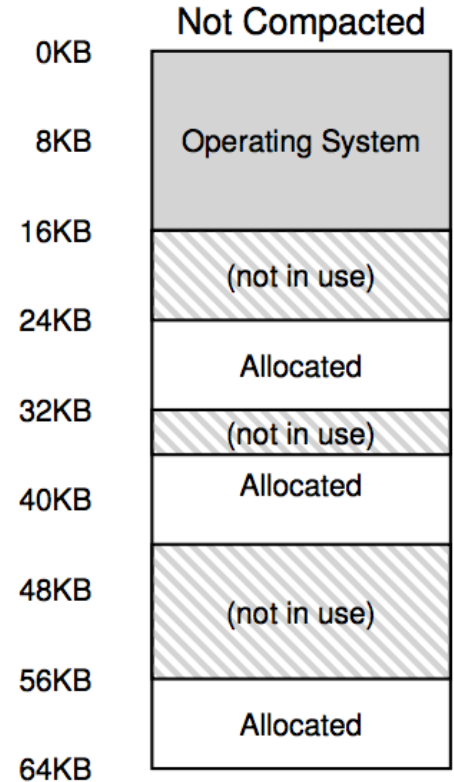 Not Compacted
0KB
8KB
Operating System
16KB
(not in use)
24KB
Allocated
32KB
(not in use)
Allocated
40KB
48KB
(not in use)
56KB
Allocated
64KB